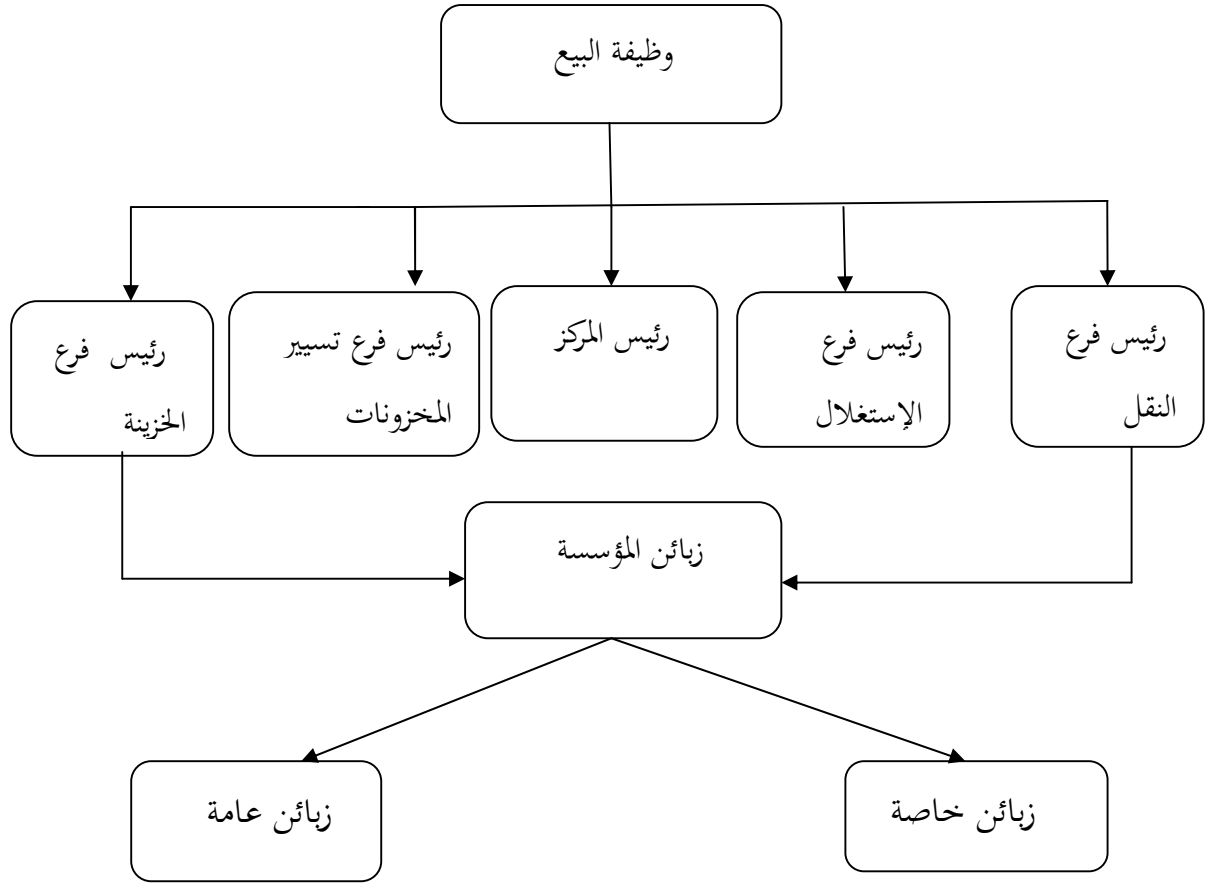 وظيفة البيع
رئيس فرع
النقل
رئيس فرع
الإستغلال
رئيس المركز
رئيس فرع تسيير
المخزونات
رئيس فرع
الخزينة
زبائن المؤسسة
زبائن خاصة
زبائن عامة